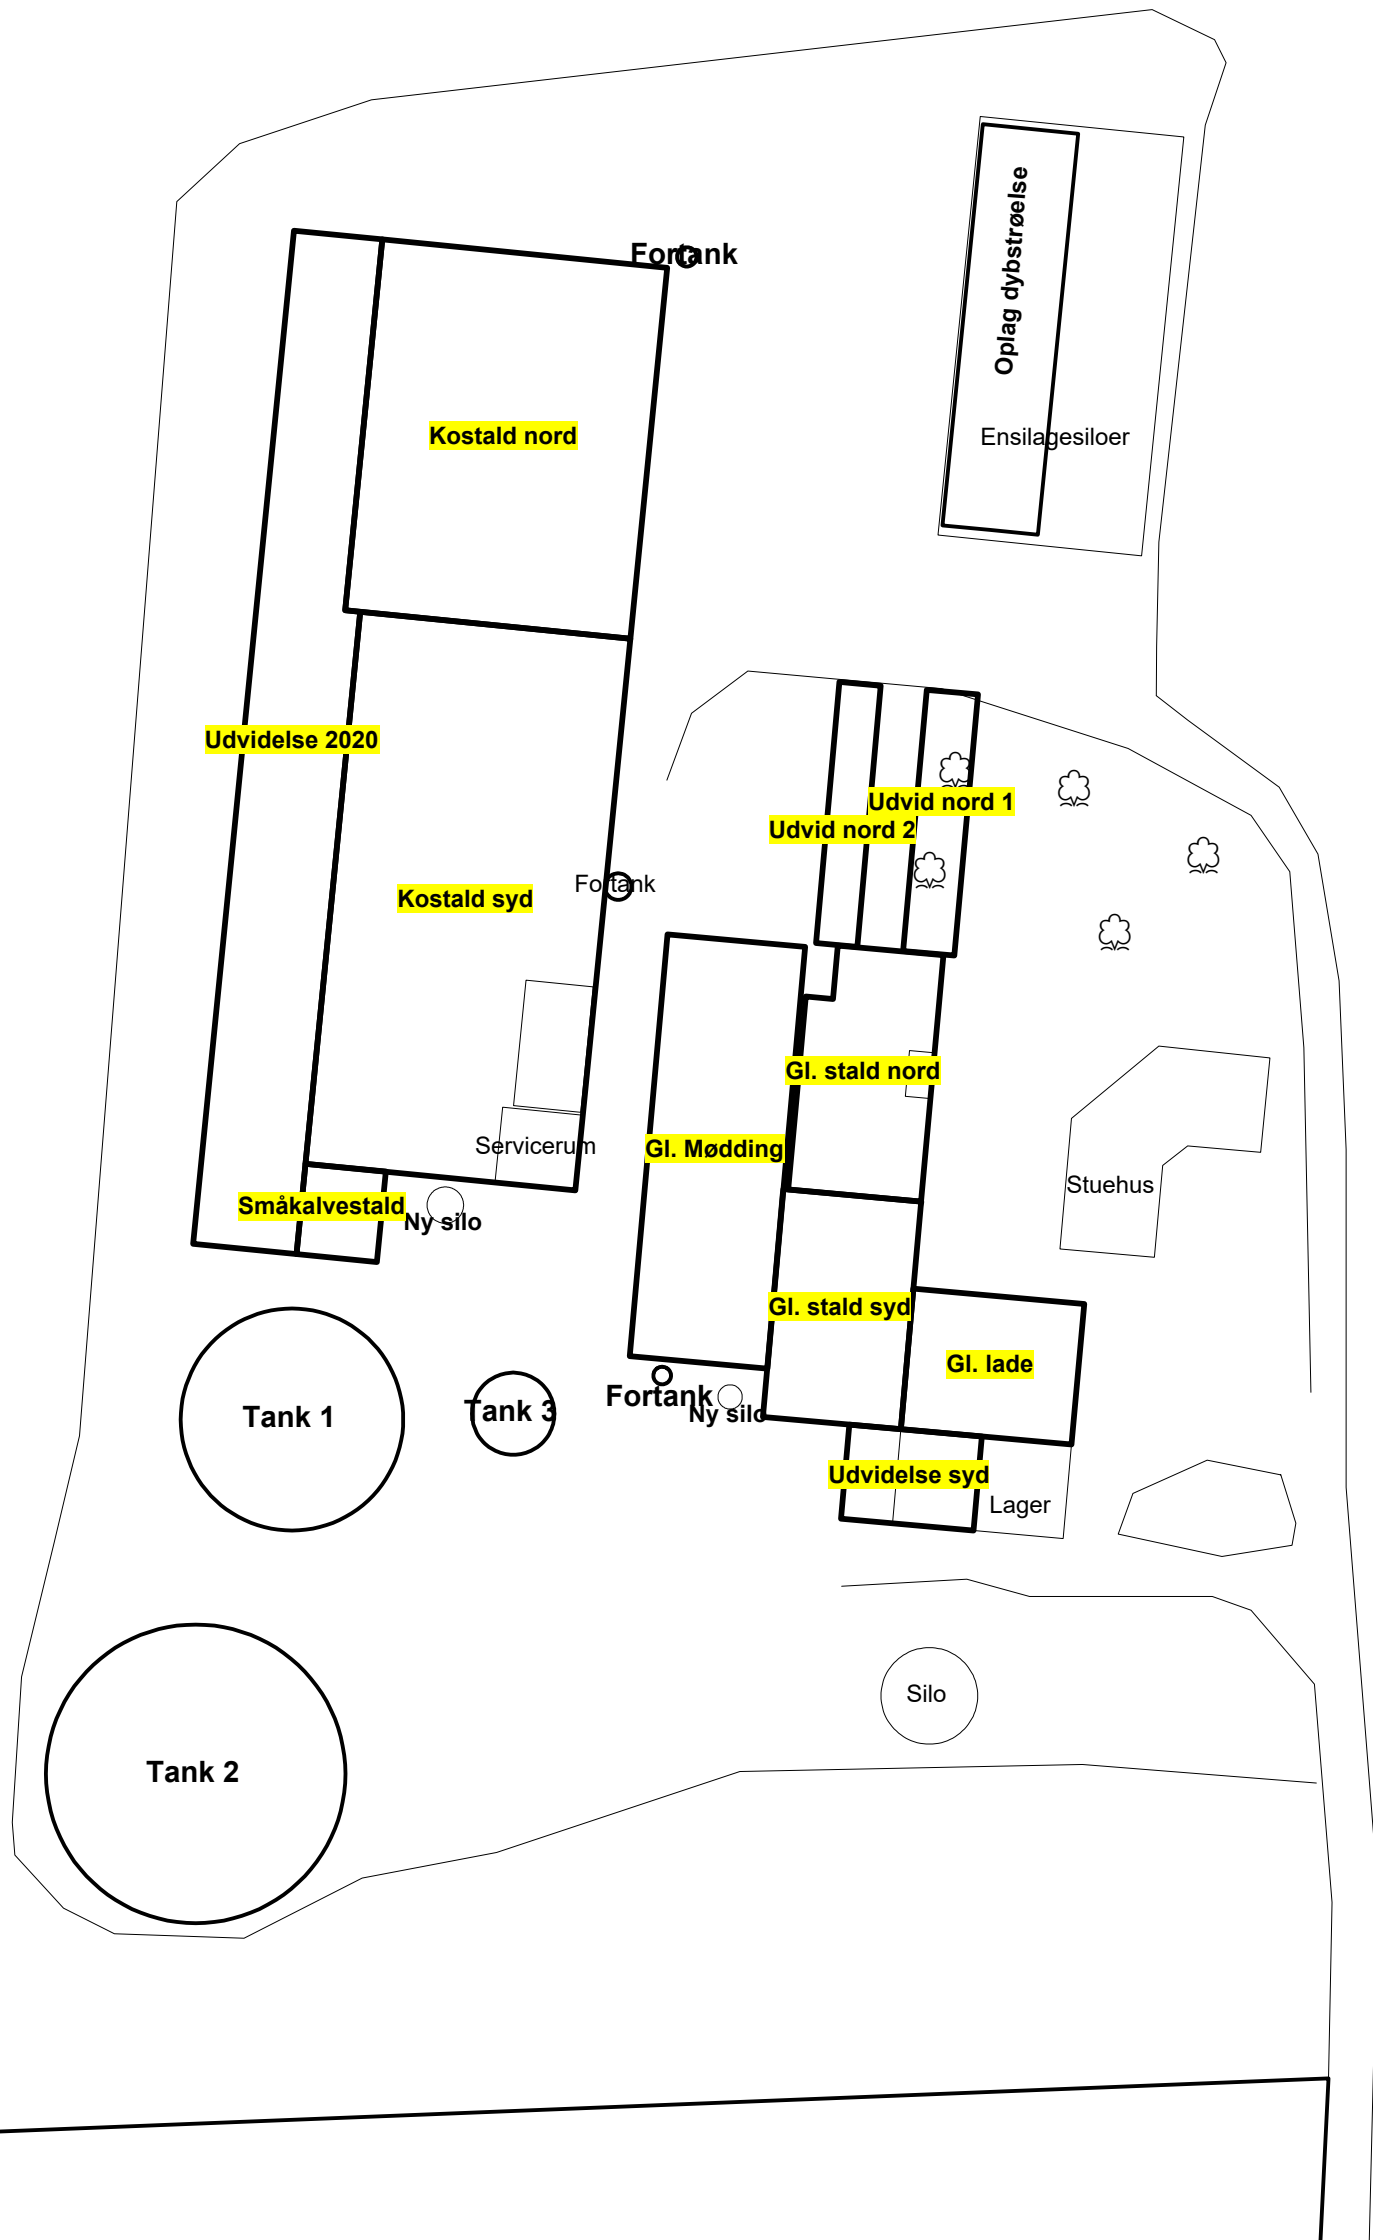 Oplag dybstrøelse
Fortank
Kostald nord
Ensilagesiloer
Udvidelse 2020
Udvid nord 1
Udvid nord 2
Fortank
Kostald syd
Gl. stald nord
Servicerum
Gl. Mødding
Stuehus
Småkalvestald
Ny silo
Gl. stald syd
Gl. lade
Tank 1
Tank 3
Fortank
Ny silo
Udvidelse syd
Lager
Silo
Tank 2